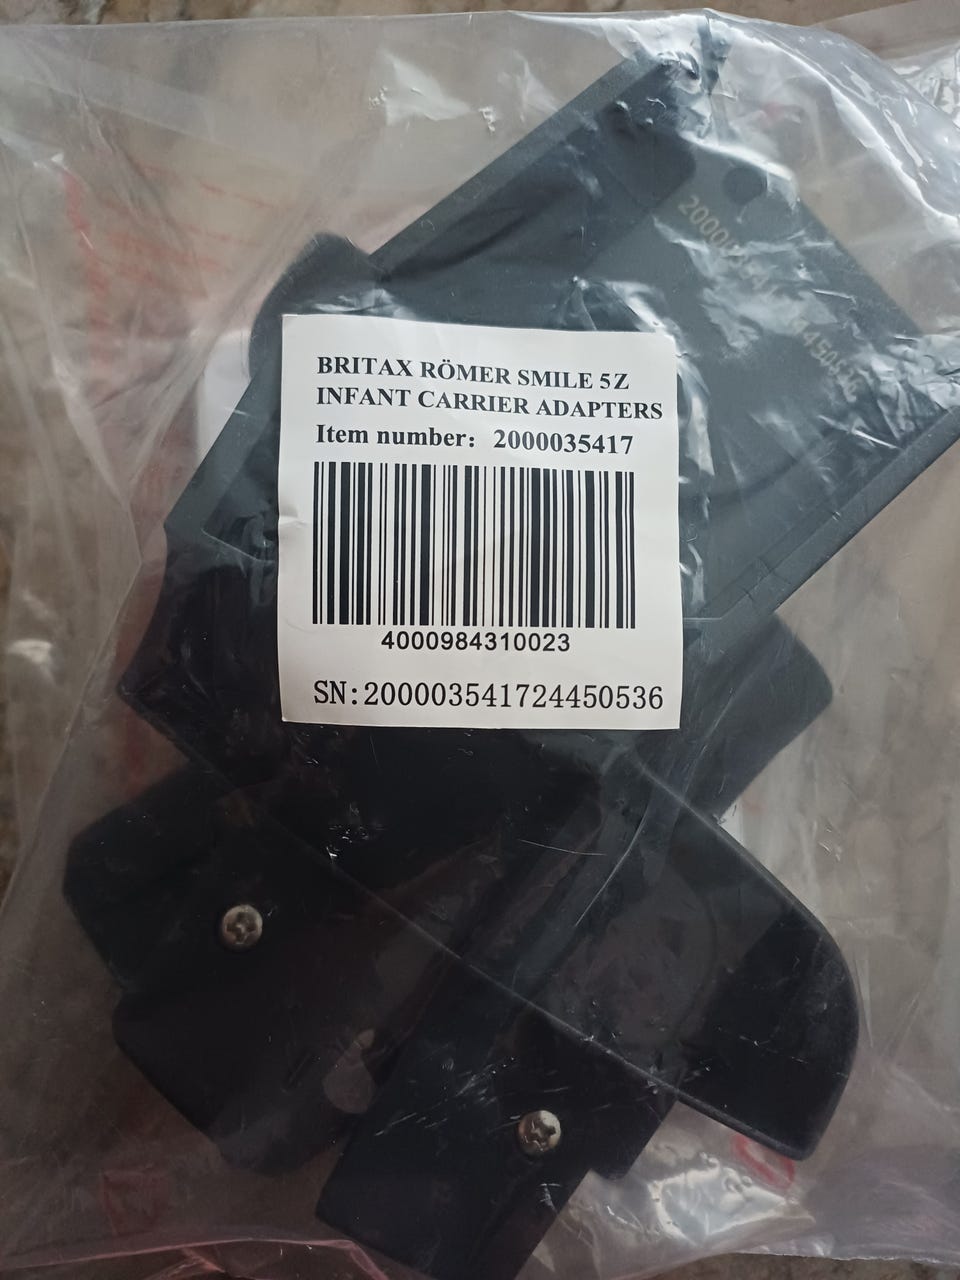 BRITAX RÖMER SMILE 5Z
INFANT CARRIER ADAPTERS
Item number: 2000035417
4000984310023
SN:200003541724450536